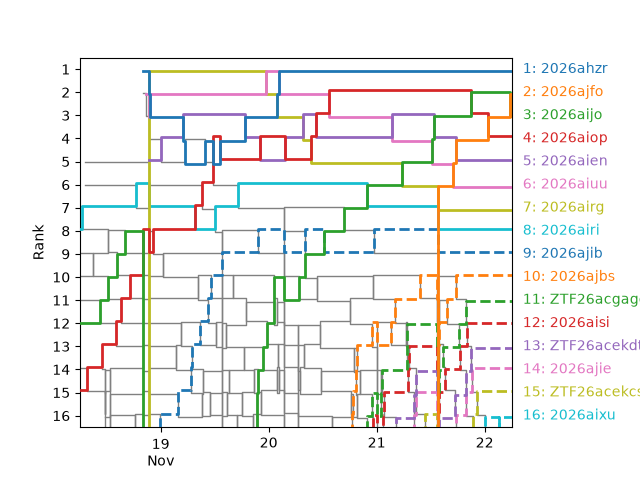 1
2
3
4
5
6
7
8
9
10
11
12
13
14
15
16
Rank
19
20
21
22
Nov
1: 2026ahzr
2: 2026ajfo
3: 2026aijo
4: 2026aiop
5: 2026aien
6: 2026aiuu
7: 2026airg
8: 2026airi
9: 2026ajib
10: 2026ajbs
11: ZTF26acgag
12: 2026aisi
13: ZTF26acekdt
14: 2026ajie
15: ZTF26acekcs
16: 2026aixu